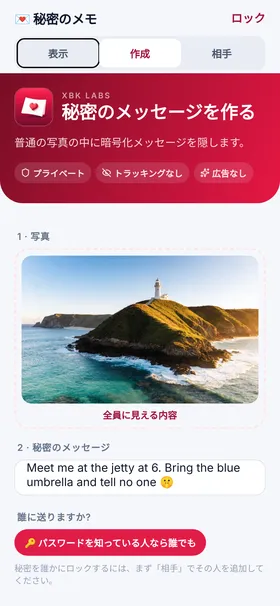 💌 秘密のメモ
ロック
表示
作成
相手
XBK LABS
秘密のメッセージを作る
普通の写真の中に暗号化メッセージを隠します。
プライベート
トラッキングなし
広告なし
1 · 写真
全員に見える内容
2 · 秘密のメッセージ
Meet me at the jetty at 6. Bring the blue
umbrella and tell no one 🤫
誰に送りますか?
🔑 パスワードを知っている人なら誰でも
秘密を誰かにロックするには、まず「相手」でその人を追加して
ください。